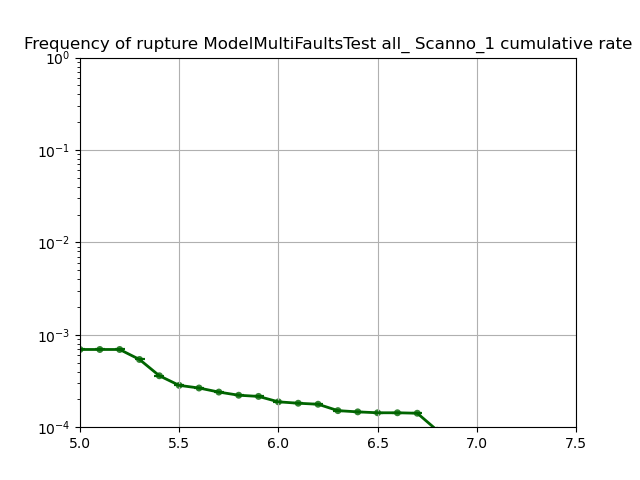 Frequency of rupture ModelMultiFaultsTest all_ Scanno_1 cumulative rate
10⁰
10⁻¹
10⁻²
10⁻³
10⁻⁴
5.0 5.5 6.0 6.5 7.0 7.5